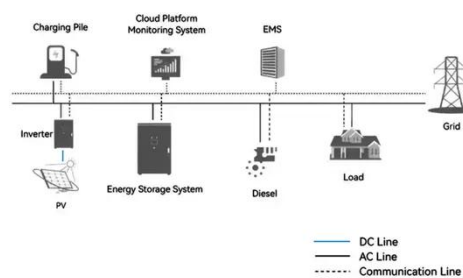 Charging Pile
Cloud Platform
Monitoring System
EMS
Grid
Inverter
PV
Energy Storage System
Diesel
Load
DC Line
AC Line
Communication Line